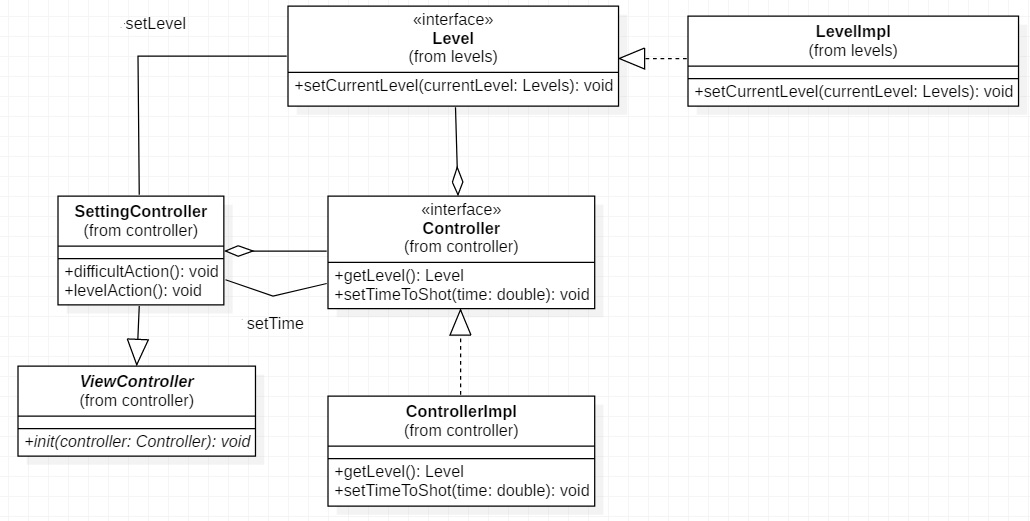 setLevel
«interface»
Level
(from levels)
+setCurrentLevel(currentLevel: Levels): void
LevelImpl
(from levels)
+setCurrentLevel(currentLevel: Levels): void
SettingController
(from controller)
+difficultAction(): void
+levelAction(): void
«interface»
Controller
(from controller)
+getLevel(): Level
+setTimeToShot(time: double): void
setTime
ViewController
(from controller)
+init(controller: Controller): void
ControllerImpl
(from controller)
+getLevel(): Level
+setTimeToShot(time: double): void